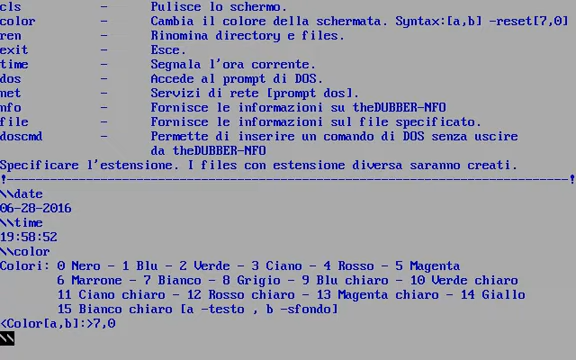 cls          -     Pulisce lo schermo.
color        -     Cambia il colore della schermata. Syntax:[a,b] -reset[7,0]
ren          -     Rinomina directory e files.
exit         -     Esce.
time         -     Segnala l'ora corrente.
dos          -     Accede al prompt di DOS.
net          -     Servizi di rete [prompt dos].
nfo          -     Fornisce le informazioni su theDUBBER-NFO
file         -     Fornisce le informazioni sul file specificato.
doscmd       -     Permette di inserire un comando di DOS senza uscire
                   da theDUBBER-NFO
Specificare l'estensione. I files con estensione diversa saranno creati.
!------------------------------------------------------------------------------!
\\date
06-28-2016
\\time
19:58:52
\\color
Colori: 0 Nero - 1 Blu - 2 Verde - 3 Ciano - 4 Rosso - 5 Magenta
        6 Marrone - 7 Bianco - 8 Grigio - 9 Blu chiaro - 10 Verde chiaro
        11 Ciano chiaro - 12 Rosso chiaro - 13 Magenta chiaro - 14 Giallo
        15 Bianco chiaro [a -testo , b -sfondo]
<Color[a,b]:>7,0
\\